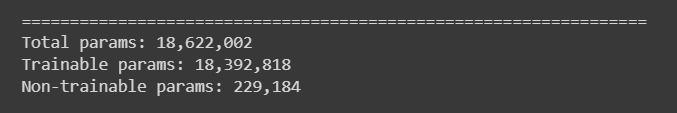 =================================================================
Total params: 18,622,002
Trainable params: 18,392,818
Non-trainable params: 229,184